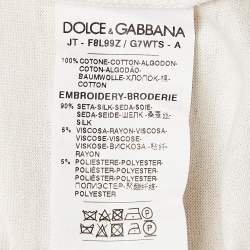 DOLCE & GABBANA
JT - F8L99Z / G7WTS - A
100%COTONE-COTTON-ALGODON-
COTTON-COTON-ALGODÃO-
BAUMWOLLE-ХЛОПОК-棉-
COTTON
EMBROIDERY-BRODERIE
90% SETA-SILK-SEDA-SOIE-
SEDA-SEIDE-ШЕЛК-桑蚕丝-
SILK
5% VISCOSA-RAYON-VISCOSA-
VISCOSE-VISCOSE-
VISKOSE-ВИСКОЗА-粘纤-
RAYON
5% POLIESTERE-POLYESTER-
POLIÉSTER-POLYESTER-
POLIÉSTER-POLYESTER-
ПОЛИЭСТЕР-聚酯纤维-
POLYESTER